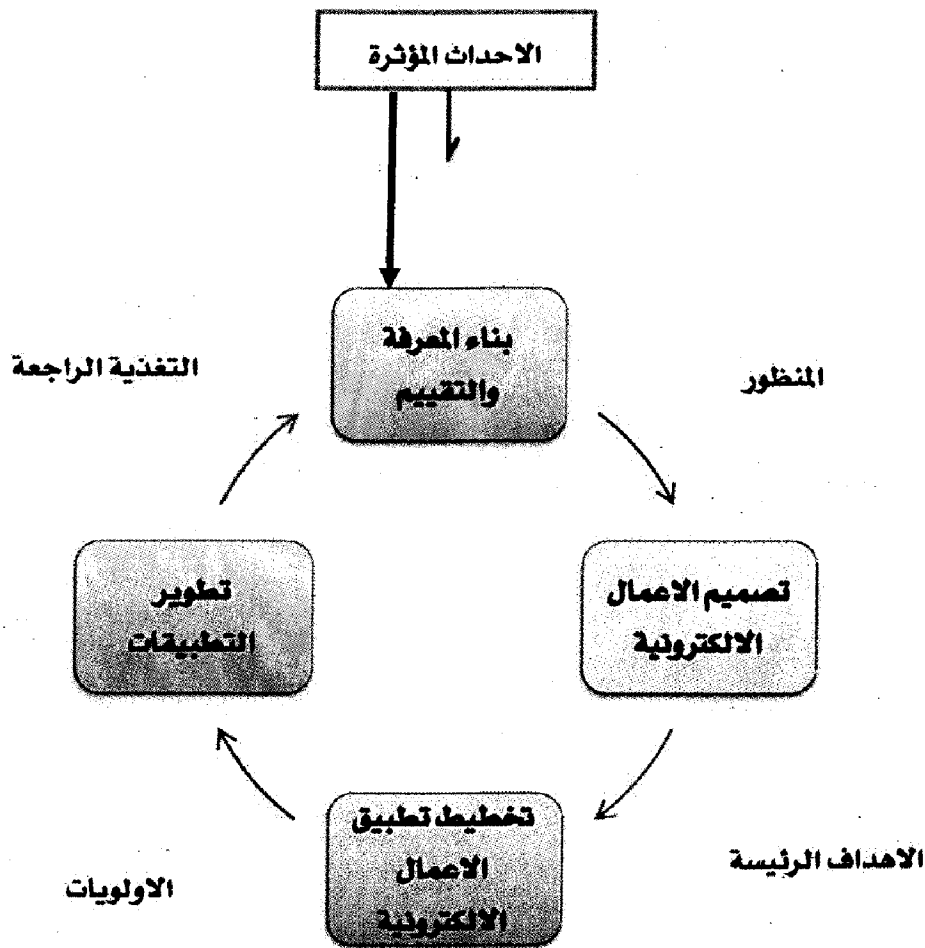 الاحداث المؤثرة
بناء المعرفة
والتقييم
المنظور
التغذية الراجعة
تصميم الاعمال
الالكترونية
تطوير
التطبيقات
تخطيط تطبيق
الاعمال
الالكترونية
الاهداف الرئيسة
الاولويات